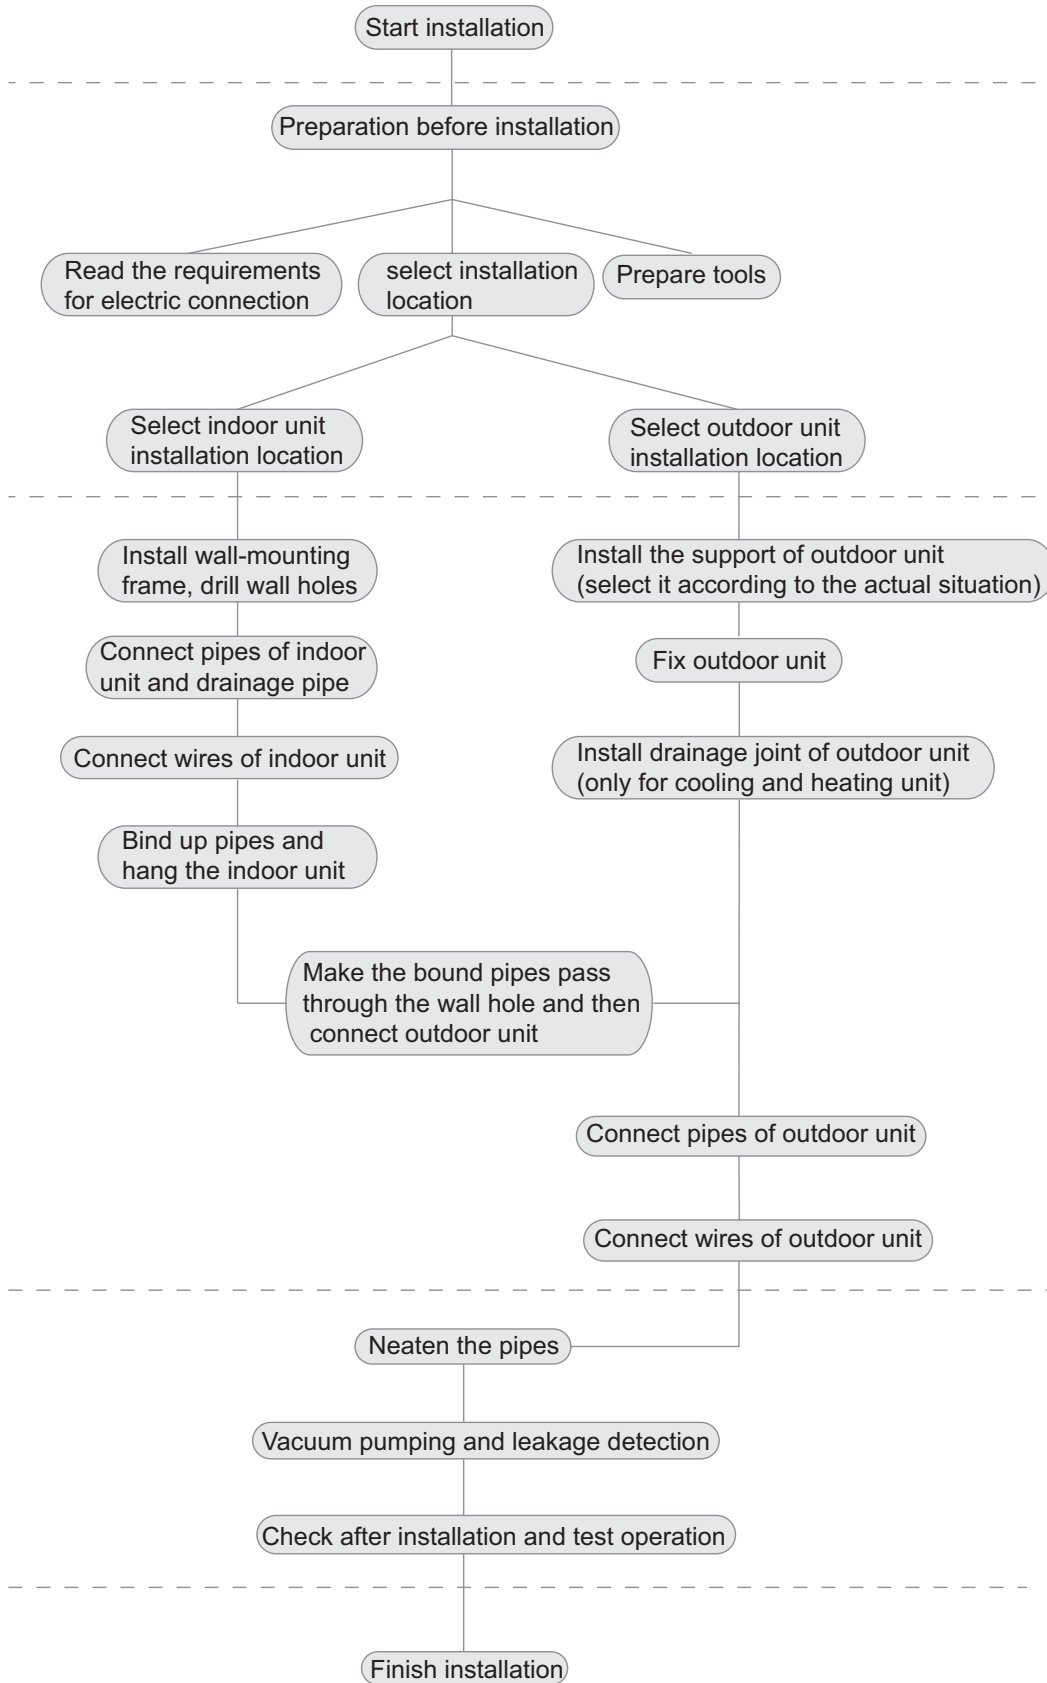 Start installation
Preparation before installation
Read the requirements
for electric connection
select installation
location
Prepare tools
Select indoor unit
installation location
Select outdoor unit
installation location
Install wall-mounting
frame, drill wall holes
Install the support of outdoor unit
(select it according to the actual situation)
Connect pipes of indoor
unit and drainage pipe
Fix outdoor unit
Connect wires of indoor unit
Install drainage joint of outdoor unit
(only for cooling and heating unit)
Bind up pipes and
hang the indoor unit
Make the bound pipes pass
through the wall hole and then
connect outdoor unit
Connect pipes of outdoor unit
Connect wires of outdoor unit
Neaten the pipes
Vacuum pumping and leakage detection
Check after installation and test operation
Finish installation